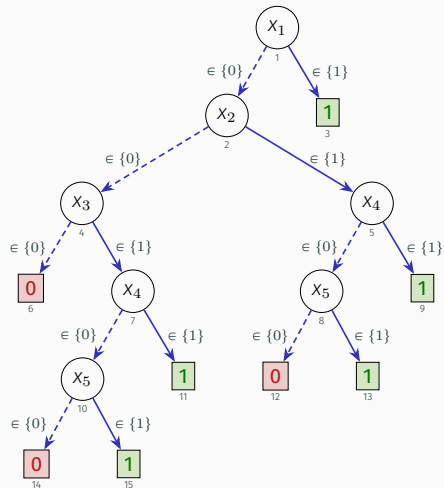 X1
1
∈ {0} ∈ {1}
X2 1
2 3
∈ {0} ∈ {1}
X3 X4
4 5
∈ {0} ∈ {1} ∈ {0} ∈ {1}
0 X4 X5 1
6 7 8 9
∈ {0} ∈ {1} ∈ {0} ∈ {1}
X5 1 0 1
10 11 12 13
∈ {0} ∈ {1}
0 1
14 15